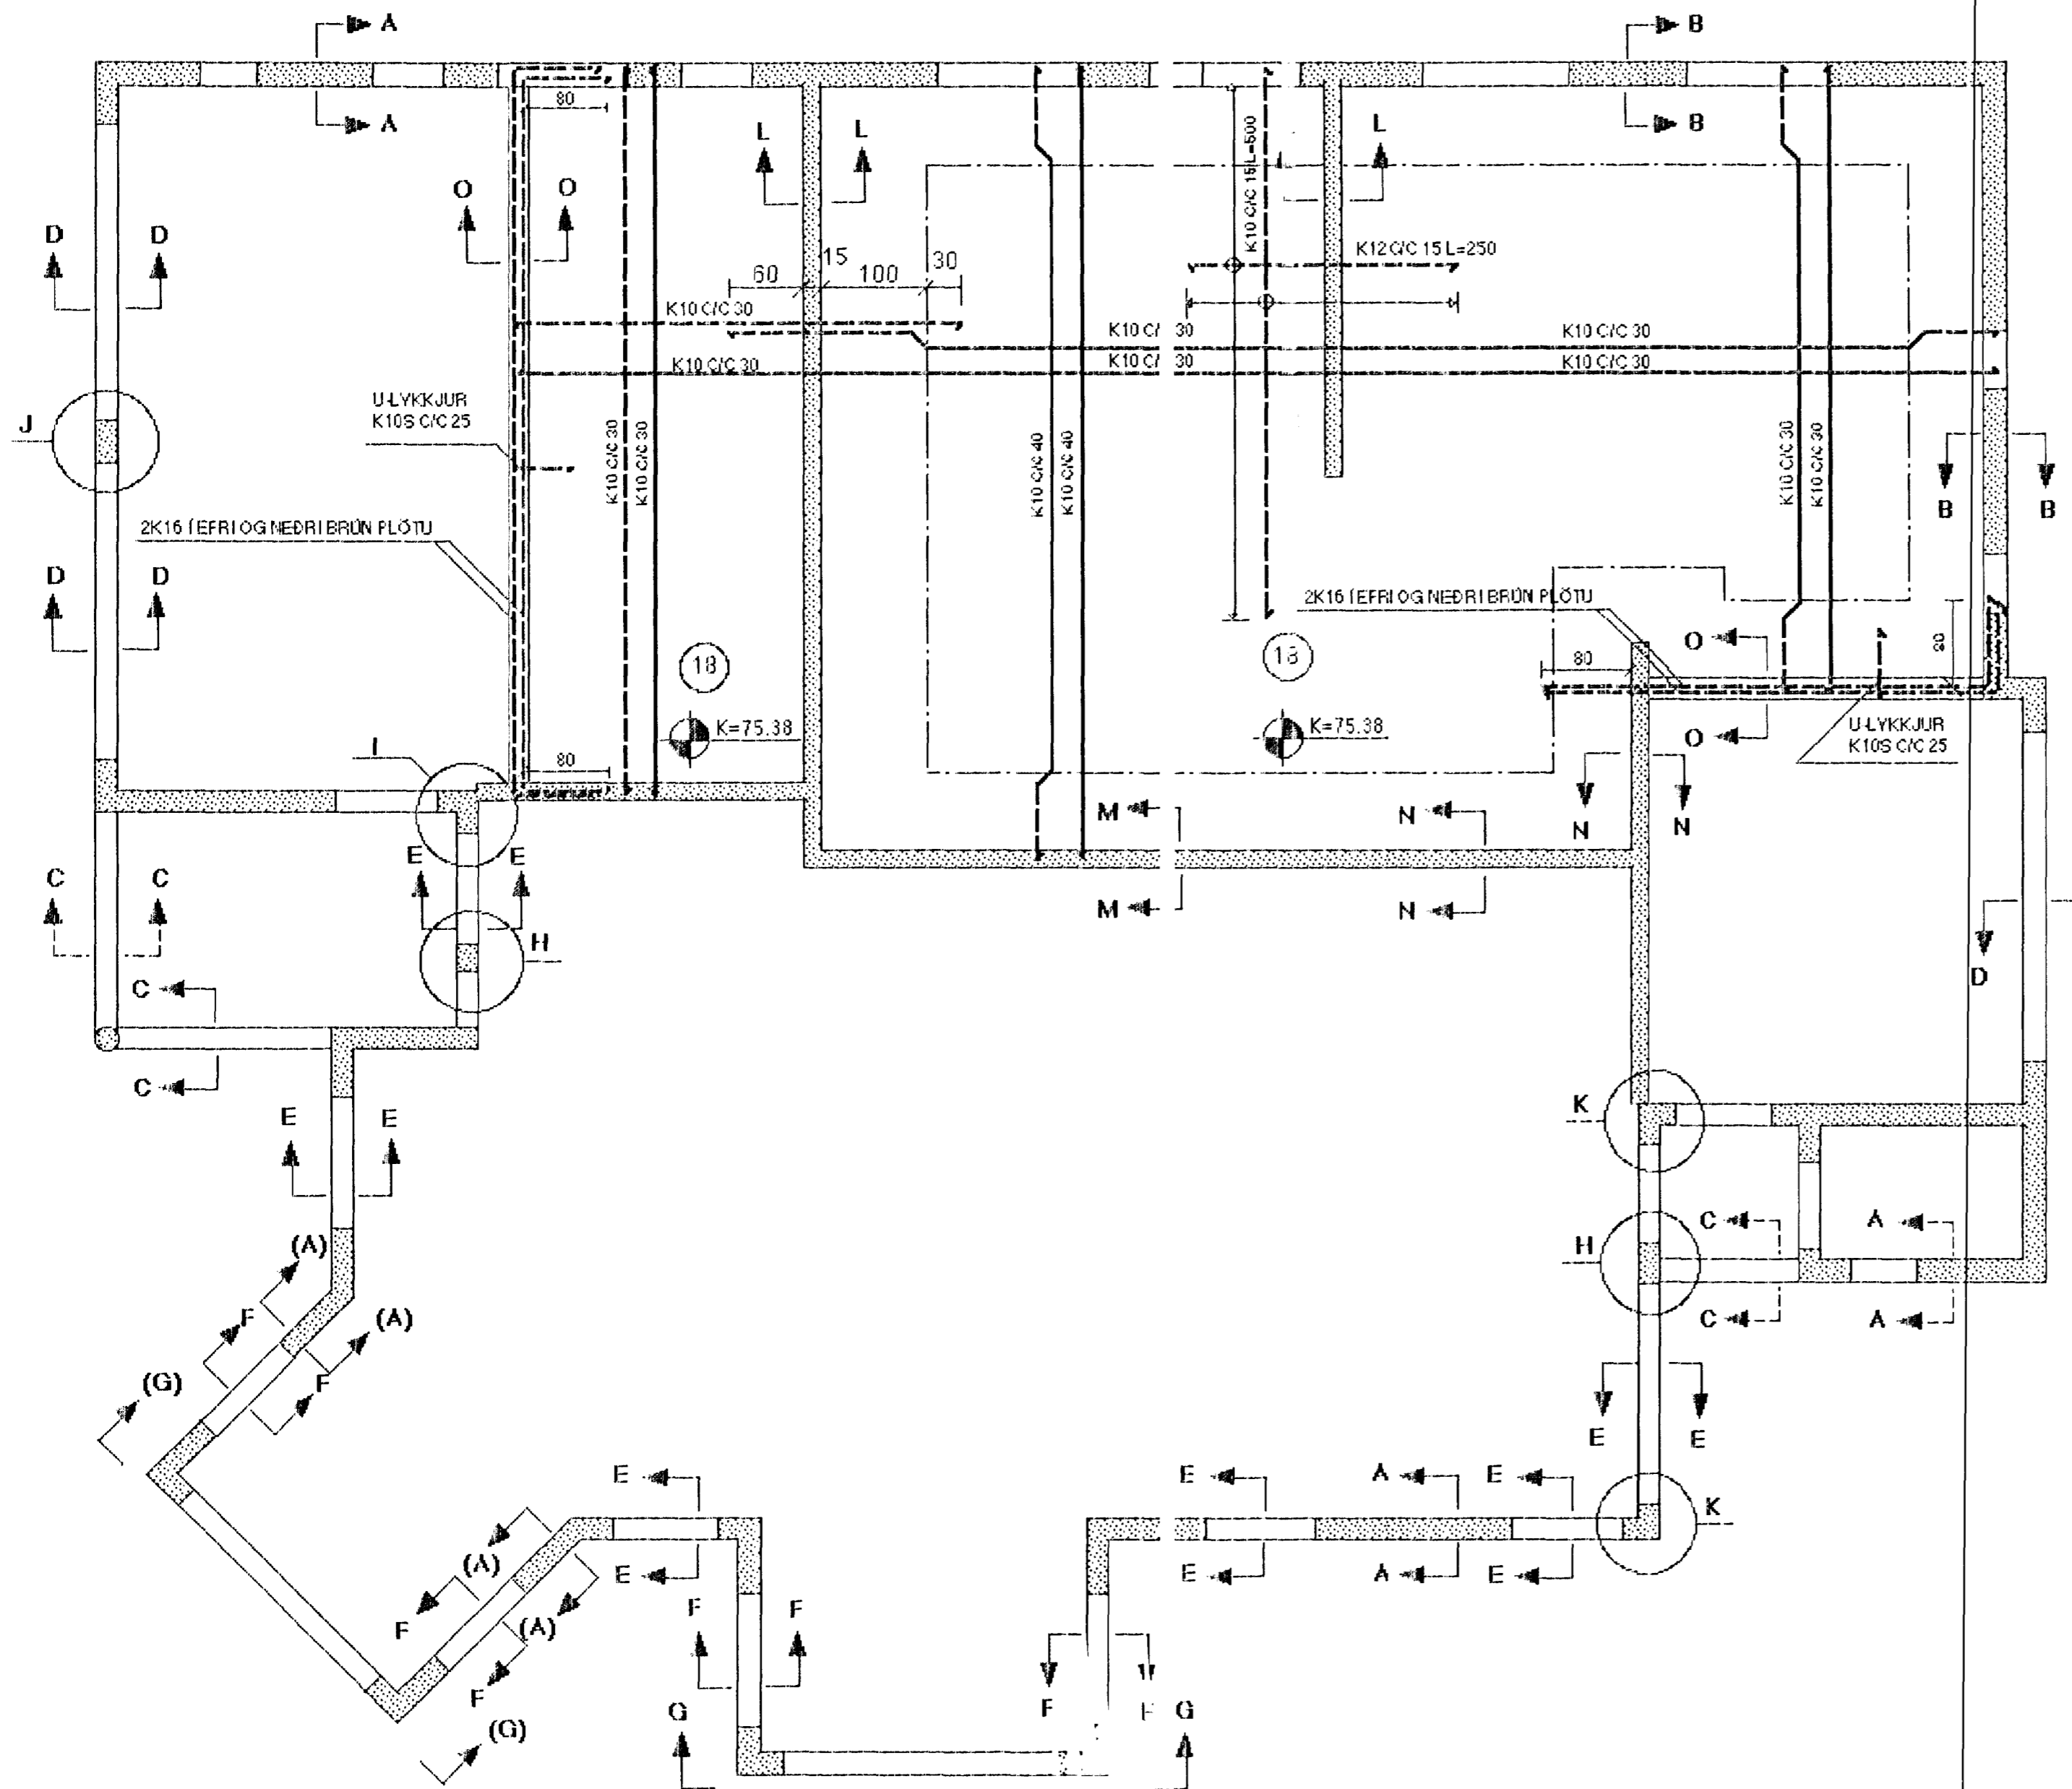 A
B
A
B
80
L
L
L
K10 C/C 15 L=500
O
O
D
D
15
60
100
30
K12 C/C 15 L=250
K10 C/C 30
K10 C/ 30
K10 C/C 30
K10 C/C 30
K10 C/ 30
K10 C/C 30
U-LYKKJUR
K10S C/C 25
J
K10 C/C 30
K10 C/C 30
K10 C/C 40
K10 C/C 40
K10 C/C 30
K10 C/C 30
B
B
2K16 Í EFRI OG NEÐRI BRÚN PLÖTU
D
D
2K16 Í EFRI OG NEÐRI BRÚN PLÖTU
18
18
O
80
80
K=75.38
K=75.38
O
U-LYKKJUR
K10S C/C 25
I
80
M
N
N
N
E
E
C
C
M
N
H
D
C
C
E
E
K
(A)
C
A
H
F
(A)
C
A
(G)
F
E
E
E
E
A
E
K
(A)
E
E
A
E
F
(A)
F
F
F
F
F
G
G
(G)